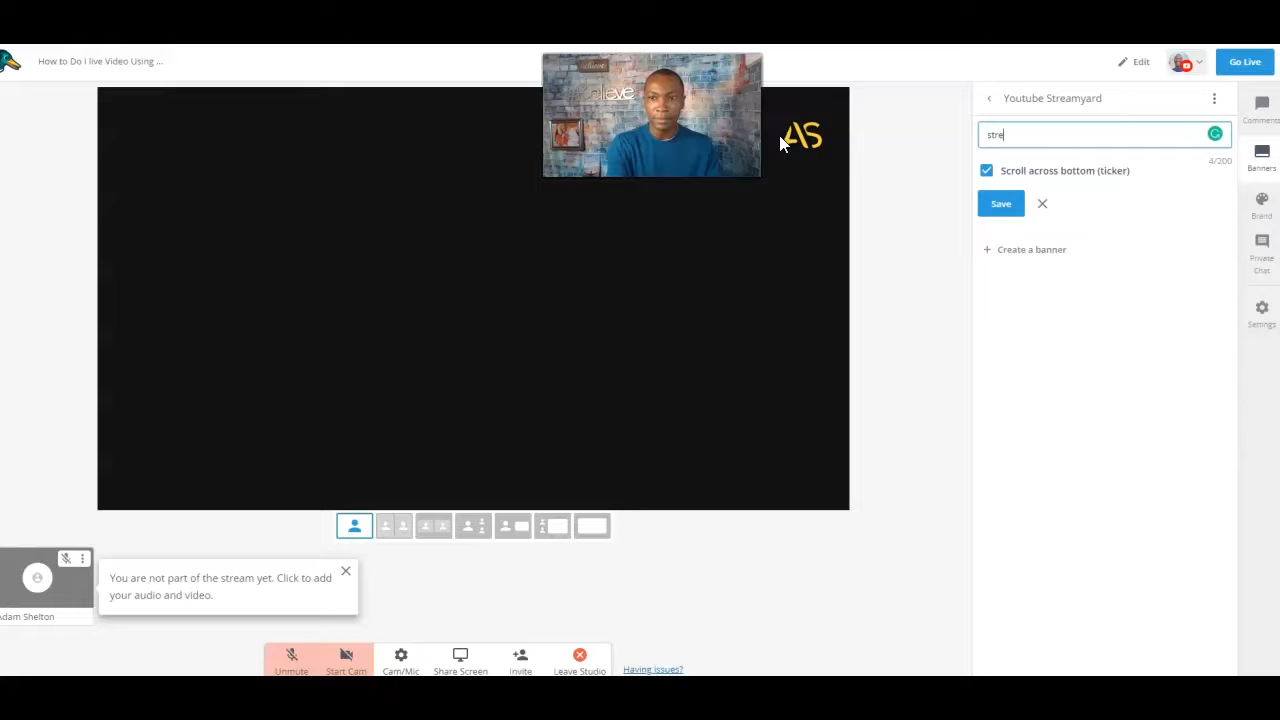 How to Do I live Video Using ...
Edit
Go Live
believe
AS
Youtube Streamyard
stre
4/200
Scroll across bottom (ticker)
Save
Create a banner
Comments
Banners
Brand
Private
Chat
Settings
You are not part of the stream yet. Click to add
your audio and video.
Adam Shelton
Unmute
Start Cam
Cam/Mic
Share Screen
Invite
Leave Studio
Having issues?